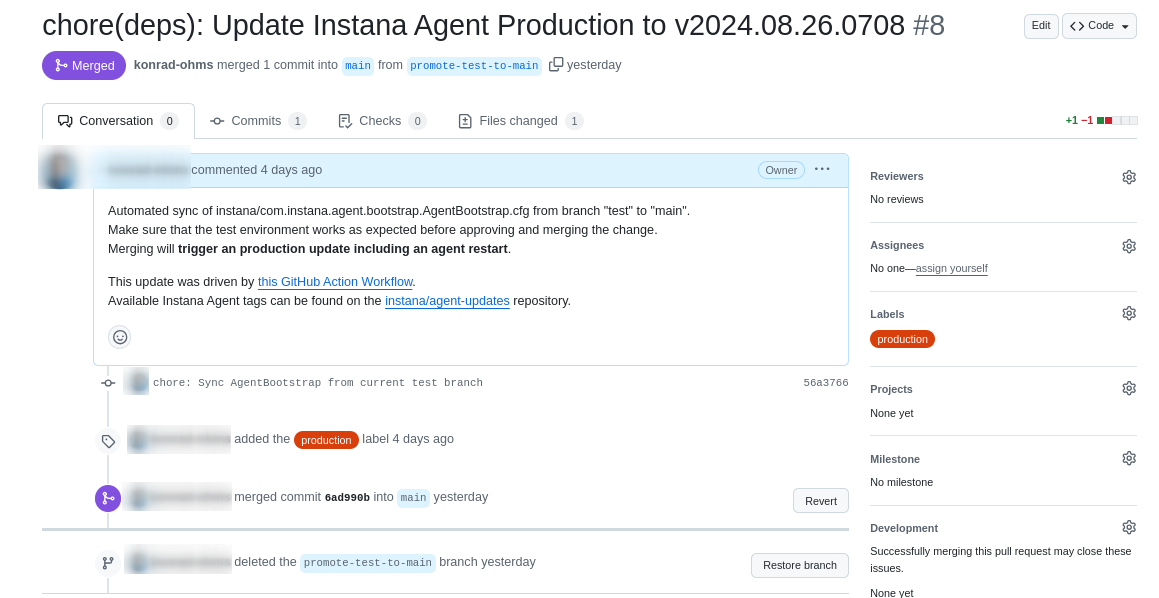 chore(deps): Update Instana Agent Production to v2024.08.26.0708 #8
Edit
Code
Merged
konrad-ohms merged 1 commit into main from promote-test-to-main yesterday
Conversation 0
Commits 1
Checks 0
Files changed 1
+1 −1
commented 4 days ago
Owner
Automated sync of instana/com.instana.agent.bootstrap.AgentBootstrap.cfg from branch "test" to "main".
Make sure that the test environment works as expected before approving and merging the change.
Merging will trigger an production update including an agent restart.
This update was driven by this GitHub Action Workflow.
Available Instana Agent tags can be found on the instana/agent-updates repository.
chore: Sync AgentBootstrap from current test branch
56a3766
added the production label 4 days ago
merged commit 6ad990b into main yesterday
Revert
deleted the promote-test-to-main branch yesterday
Restore branch
Reviewers
No reviews
Assignees
No one—assign yourself
Labels
production
Projects
None yet
Milestone
No milestone
Development
Successfully merging this pull request may close these
issues.
None yet